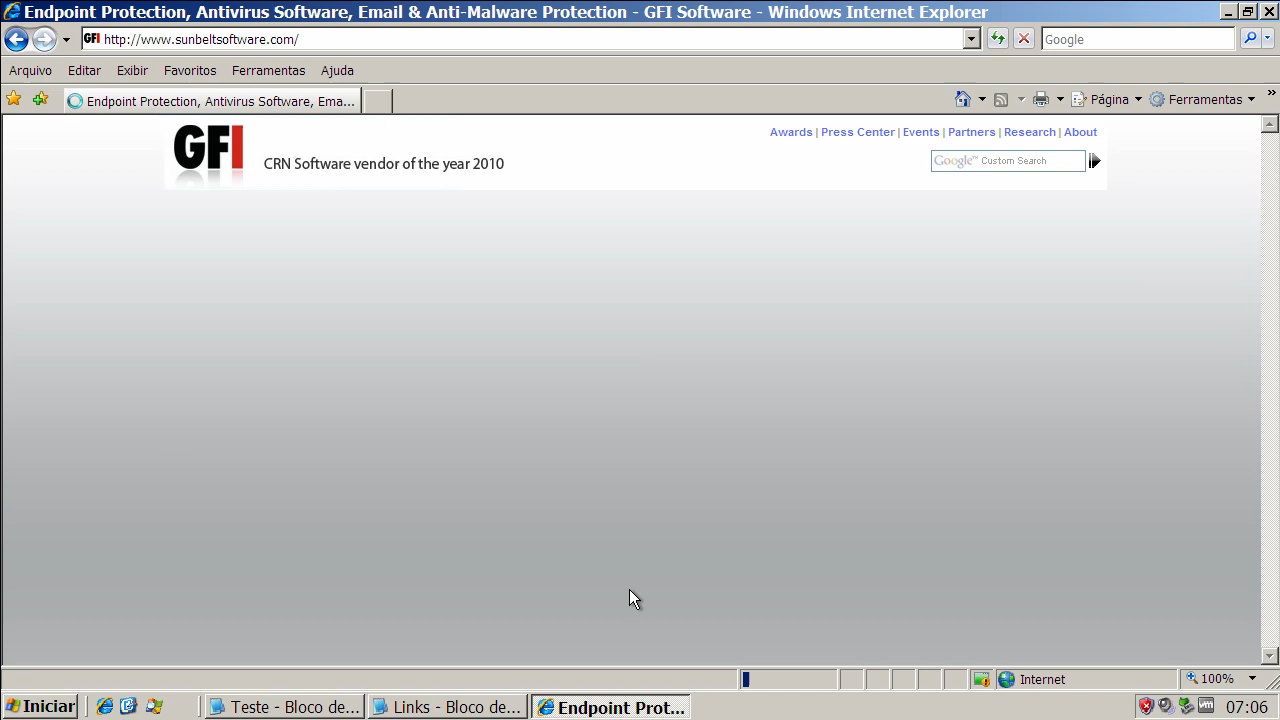 Endpoint Protection, Antivirus Software, Email & Anti-Malware Protection - GFI Software - Windows Internet Explorer
GFI http://www.sunbeltsoftware.com/
Google
Arquivo Editar Exibir Favoritos Ferramentas Ajuda
Endpoint Protection, Antivirus Software, Ema...
Página Ferramentas »
GFI
CRN Software vendor of the year 2010
Awards | Press Center | Events | Partners | Research | About
Google™ Custom Search
Internet
100%
Iniciar
Teste - Bloco de...
Links - Bloco de...
Endpoint Prot...
vm
07:06